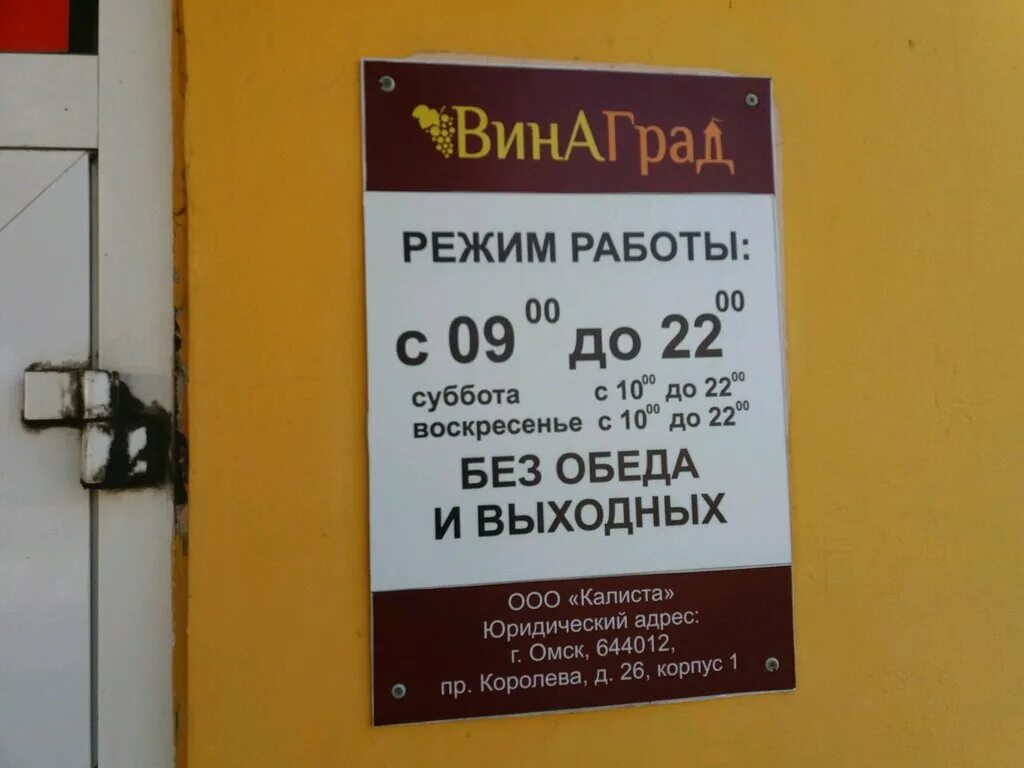 ВинАГрад
РЕЖИМ РАБОТЫ:
с 09 00 до 22 00
суббота с 10 00 до 22 00
воскресенье с 10 00 до 22 00
БЕЗ ОБЕДА
И ВЫХОДНЫХ
ООО «Калиста»
Юридический адрес:
г. Омск, 644012,
пр. Королева, д. 26, корпус 1